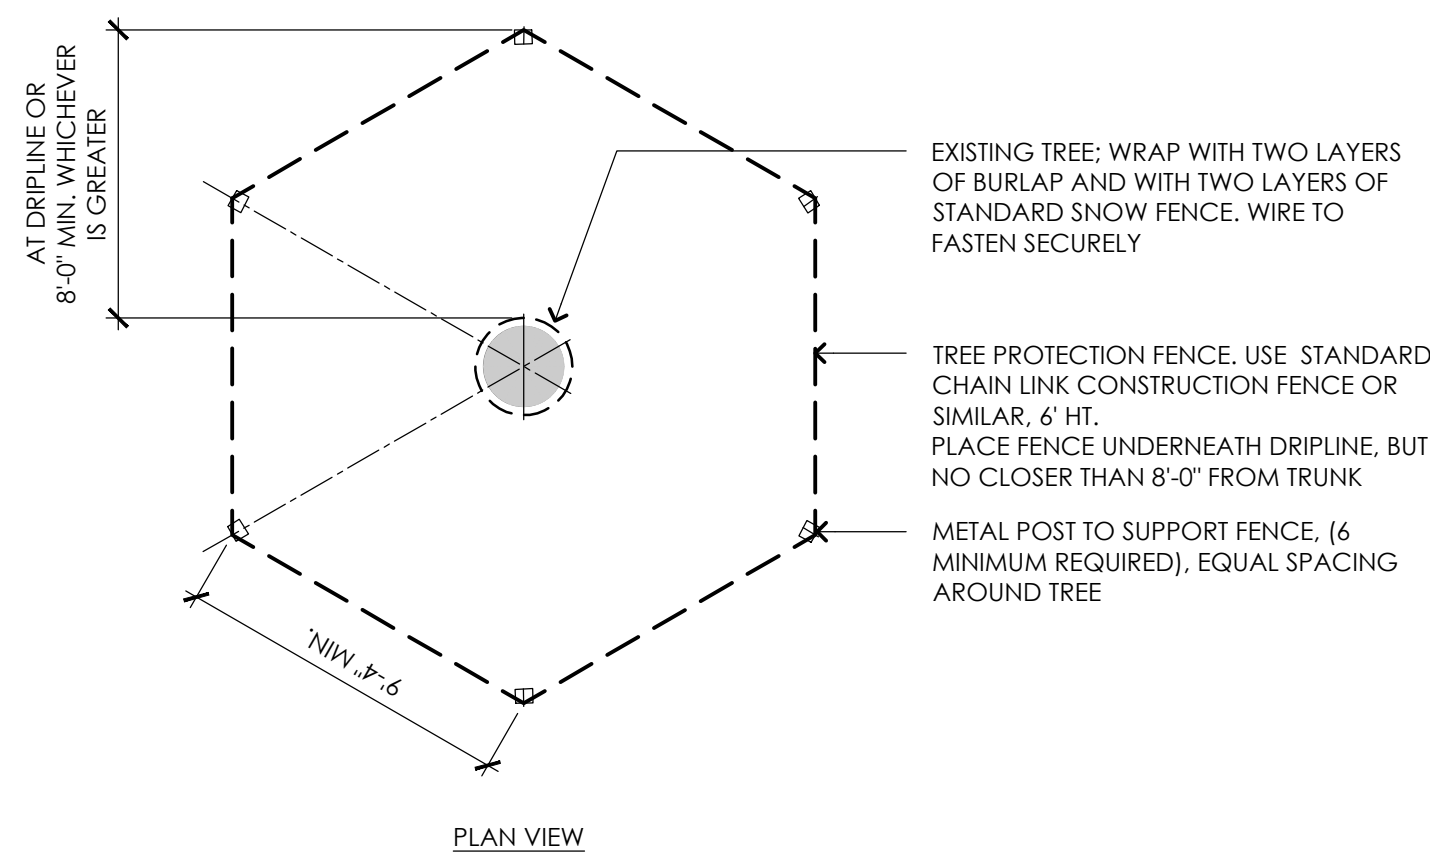 AT DRIPLINE OR
8'-0" MIN. WHICHEVER
IS GREATER
EXISTING TREE; WRAP WITH TWO LAYERS
OF BURLAP AND WITH TWO LAYERS OF
STANDARD SNOW FENCE. WIRE TO
FASTEN SECURELY
TREE PROTECTION FENCE. USE STANDARD
CHAIN LINK CONSTRUCTION FENCE OR
SIMILAR, 6' HT.
PLACE FENCE UNDERNEATH DRIPLINE, BUT
NO CLOSER THAN 8'-0" FROM TRUNK
METAL POST TO SUPPORT FENCE, (6
MINIMUM REQUIRED), EQUAL SPACING
AROUND TREE
9'-4" MIN.
PLAN VIEW